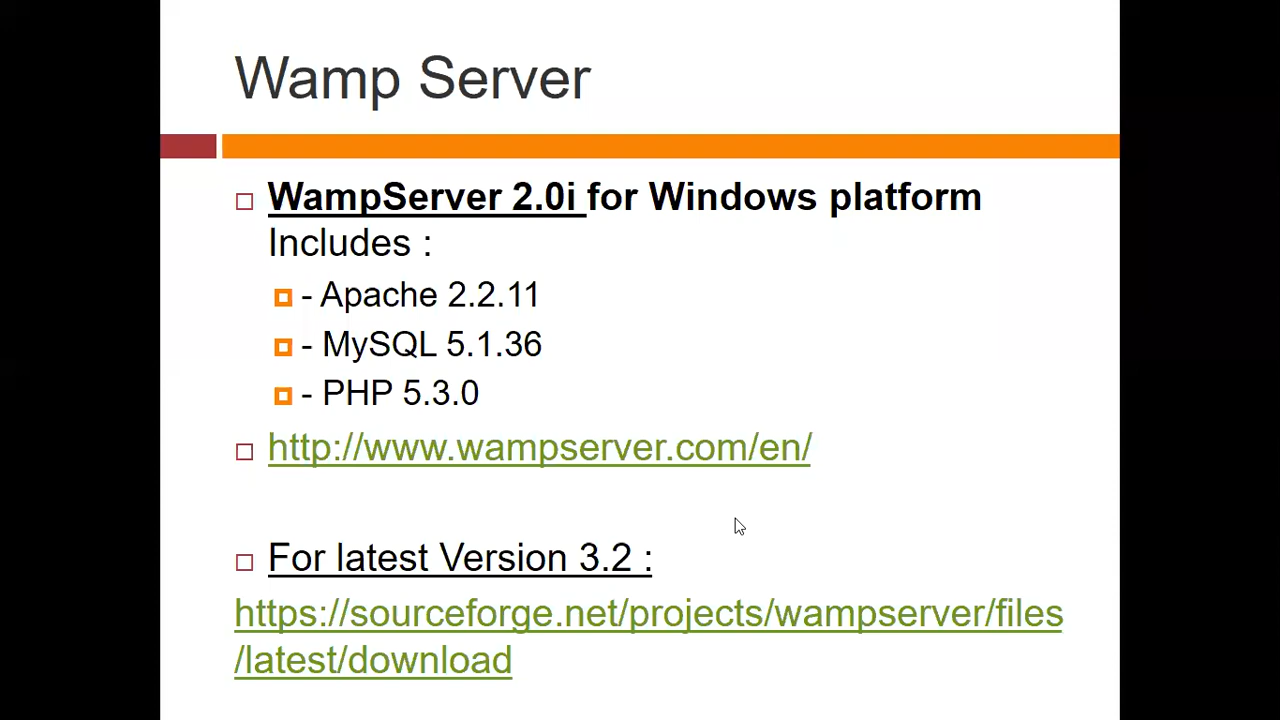 Wamp Server
WampServer 2.0i for Windows platform
Includes :
- Apache 2.2.11
- MySQL 5.1.36
- PHP 5.3.0
http://www.wampserver.com/en/
For latest Version 3.2 :
https://sourceforge.net/projects/wampserver/files
/latest/download